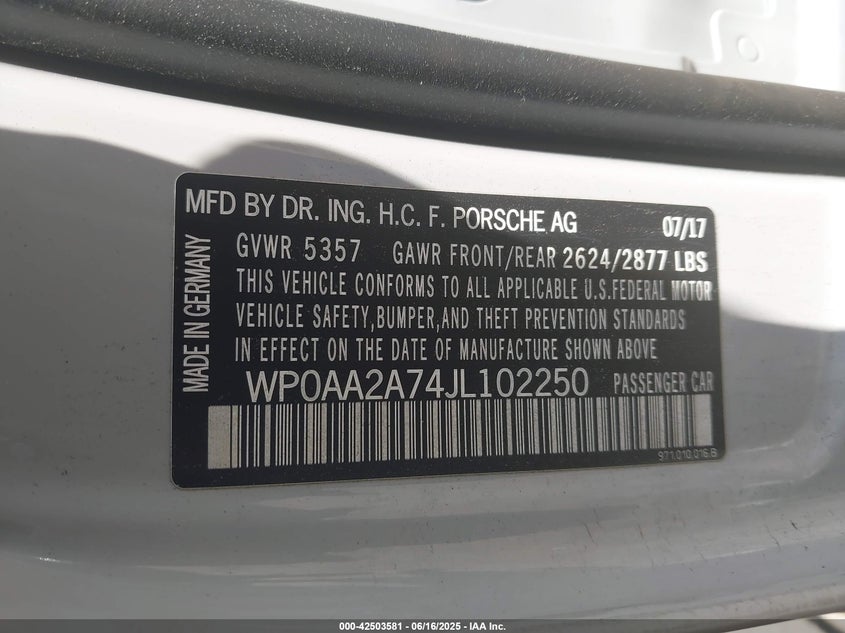 MFD BY DR. ING. H.C. F. PORSCHE AG 07/17
GVWR 5357 GAWR FRONT/REAR 2624/2877 LBS
THIS VEHICLE CONFORMS TO ALL APPLICABLE U.S.FEDERAL MOTOR
VEHICLE SAFETY,BUMPER,AND THEFT PREVENTION STANDARDS
IN EFFECT ON THE DATE OF MANUFACTURE SHOWN ABOVE
WP0AA2A74JL102250 PASSENGER CAR
MADE IN GERMANY
971.010.016.B
000-42503581 - 06/16/2025 - IAA Inc.